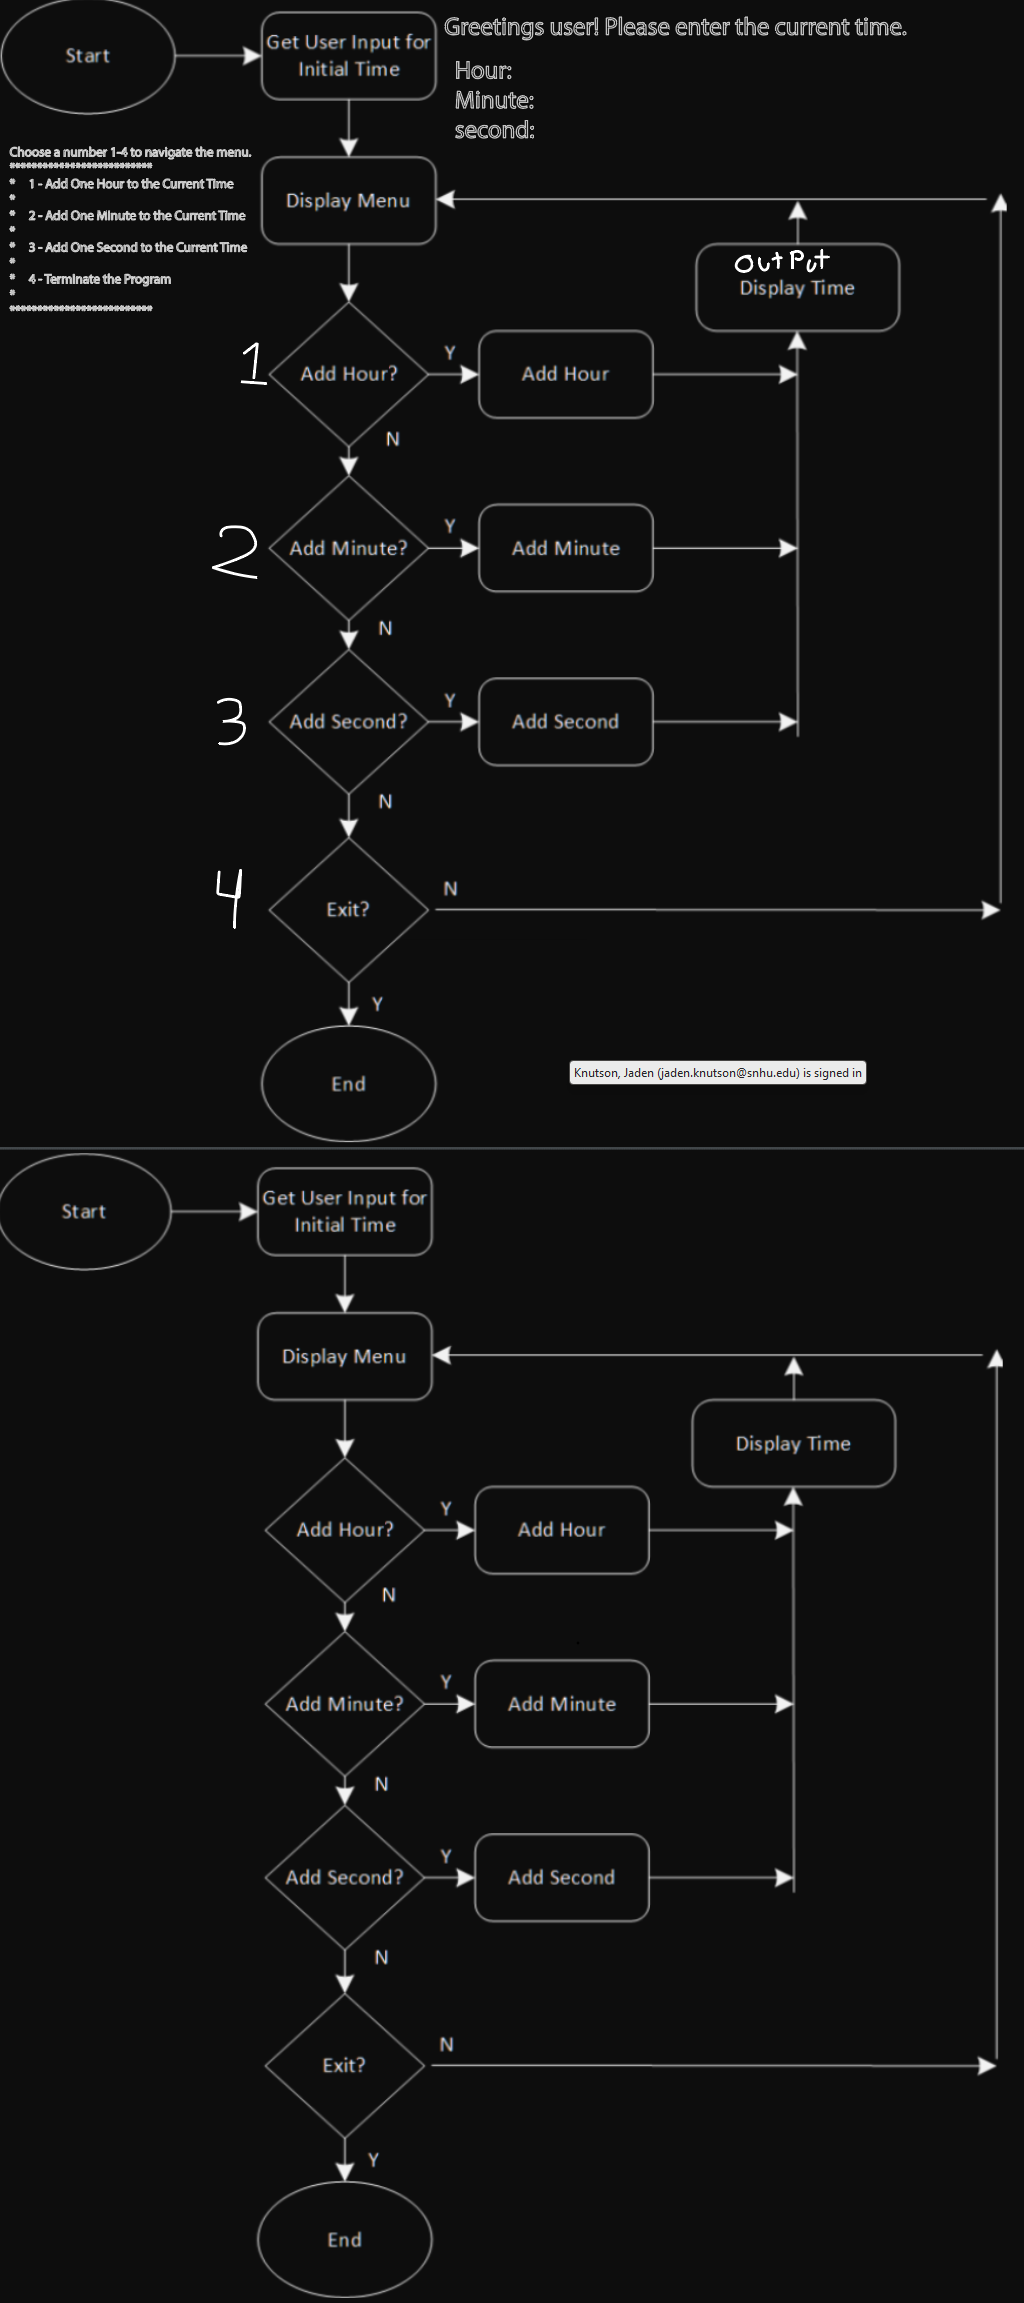 Start
Get User Input for
Initial Time
Greetings user! Please enter the current time.
Hour:
Minute:
second:
Choose a number 1-4 to navigate the menu.
**************************
* 1 - Add One Hour to the Current Time
*
* 2 - Add One Minute to the Current Time
*
* 3 - Add One Second to the Current Time
*
* 4 - Terminate the Program
*
**************************
Display Menu
OutPut
Display Time
1
Add Hour?
Y
Add Hour
N
2
Add Minute?
Y
Add Minute
N
3
Add Second?
Y
Add Second
N
4
Exit?
N
Y
End
Knutson, Jaden (jaden.knutson@snhu.edu) is signed in
Start
Get User Input for
Initial Time
Display Menu
Display Time
Add Hour?
Y
Add Hour
N
Add Minute?
Y
Add Minute
N
Add Second?
Y
Add Second
N
Exit?
N
Y
End